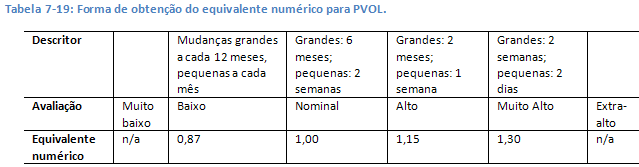 Tabela 7-19: Forma de obtenção do equivalente numérico para PVOL.
Descritor Mudanças grandes Grandes: 6 Grandes: 2 Grandes: 2
a cada 12 meses, meses; meses; semanas;
pequenas a cada pequenas: 2 pequenas: 1 pequenas: 2
mês semanas semana dias
Avaliação Muito Baixo Nominal Alto Muito Alto Extra-
baixo alto
Equivalente n/a 0,87 1,00 1,15 1,30 n/a
numérico